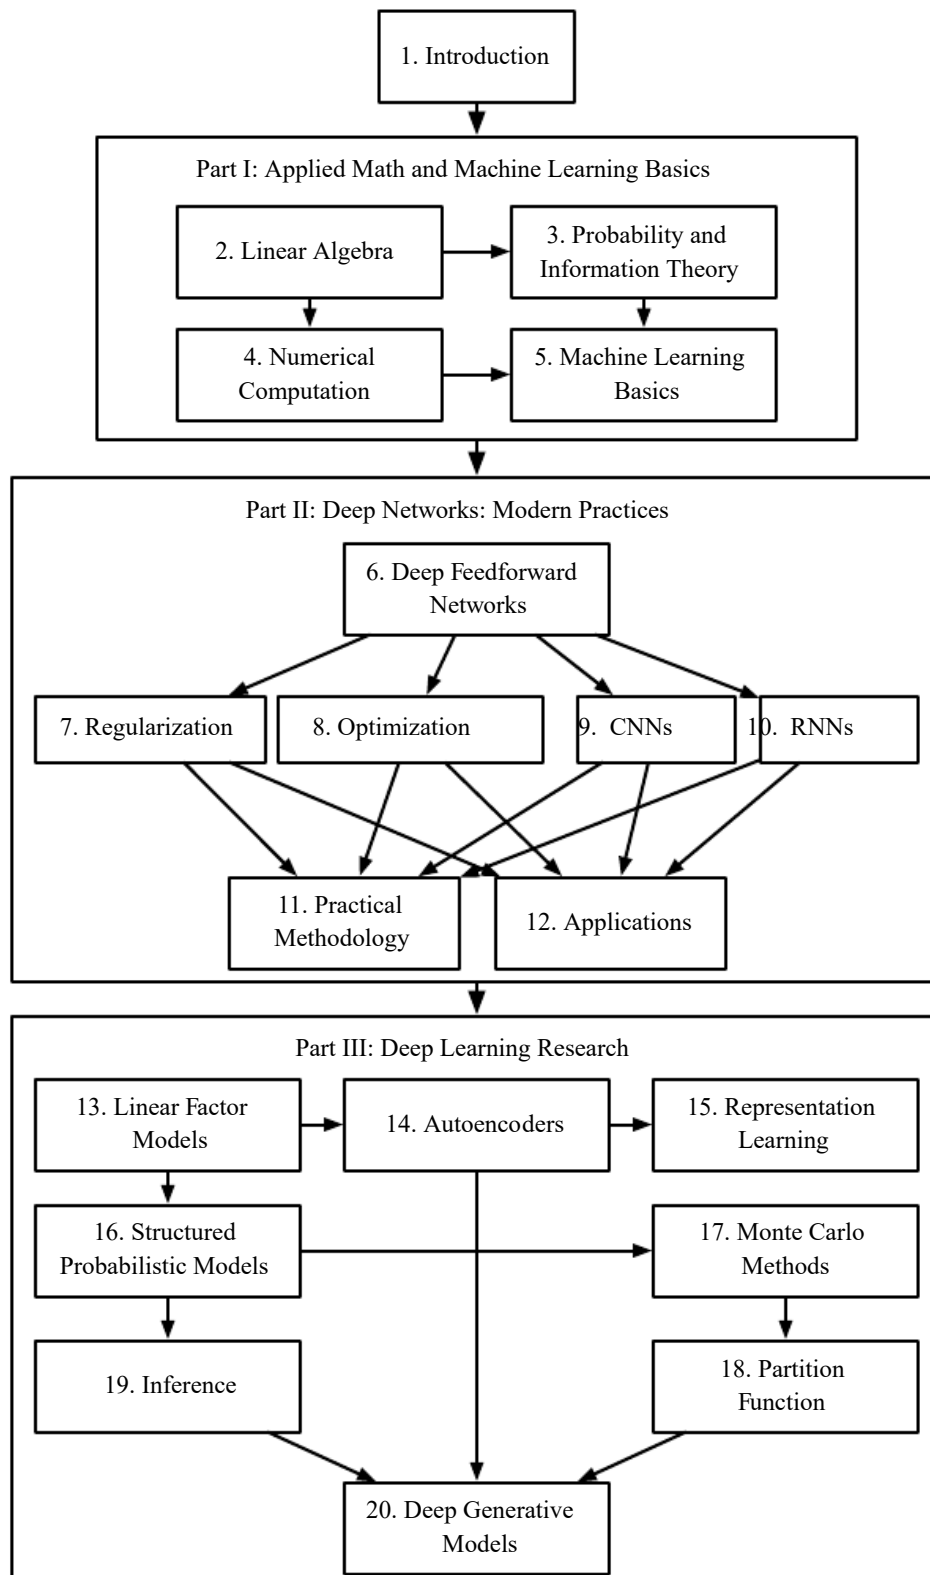 1. Introduction
Part I: Applied Math and Machine Learning Basics
2. Linear Algebra
3. Probability and
Information Theory
4. Numerical
Computation
5. Machine Learning
Basics
Part II: Deep Networks: Modern Practices
6. Deep Feedforward
Networks
7. Regularization
8. Optimization
9. CNNs
10. RNNs
11. Practical
Methodology
12. Applications
Part III: Deep Learning Research
13. Linear Factor
Models
14. Autoencoders
15. Representation
Learning
16. Structured
Probabilistic Models
17. Monte Carlo
Methods
19. Inference
18. Partition
Function
20. Deep Generative
Models